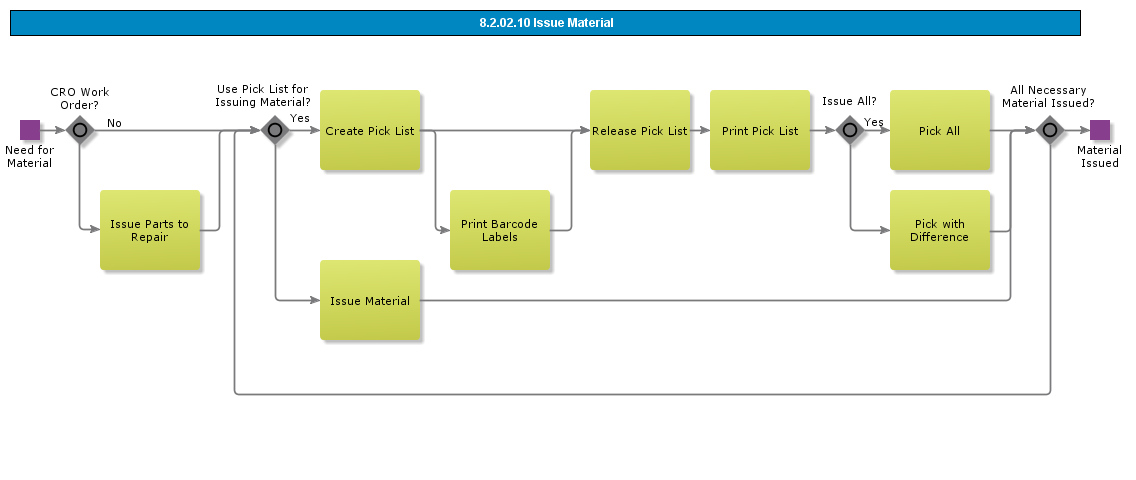 8.2.02.10 Issue Material
CRO Work
Order?
No
Need for
Material
Issue Parts to
Repair
Use Pick List for
Issuing Material?
Yes
Create Pick List
Print Barcode
Labels
Issue Material
Release Pick List
Print Pick List
Issue All?
Yes
Pick All
Pick with
Difference
All Necessary
Material Issued?
Material
Issued